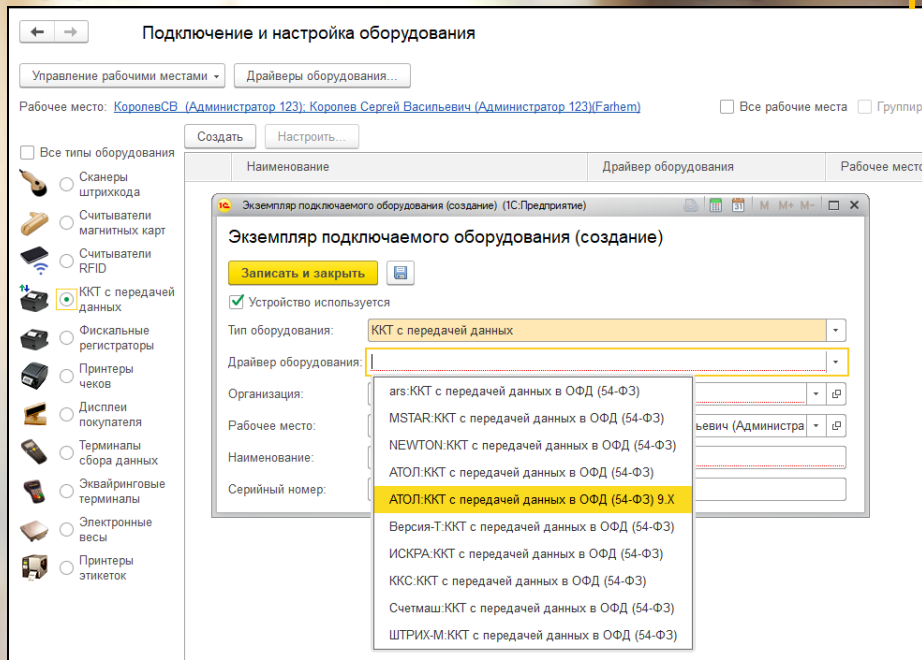 Подключение и настройка оборудования
Управление рабочими местами
Драйверы оборудования...
Рабочее место: КоролевСВ (Администратор 123); Королев Сергей Васильевич (Администратор 123)(Farhem)
Все рабочие места
Группир
Создать
Настроить...
Все типы оборудования
Наименование
Драйвер оборудования
Рабочее место
Сканеры
штрихкода
Считыватели
магнитных карт
Считыватели
RFID
ККТ с передачей
данных
Фискальные
регистраторы
Принтеры
чеков
Дисплеи
покупателя
Терминалы
сбора данных
Эквайринговые
терминалы
Электронные
весы
Принтеры
этикеток
1С Экземпляр подключаемого оборудования (создание) (1С:Предприятие)
31 M M+ M-
Экземпляр подключаемого оборудования (создание)
Записать и закрыть
Устройство используется
Тип оборудования: ККТ с передачей данных
Драйвер оборудования:
Организация:
Рабочее место: ьевич (Администра
Наименование:
Серийный номер:
ars:ККТ с передачей данных в ОФД (54-ФЗ)
MSTAR:ККТ с передачей данных в ОФД (54-ФЗ)
NEWTON:ККТ с передачей данных в ОФД (54-ФЗ)
АТОЛ:ККТ с передачей данных в ОФД (54-ФЗ)
АТОЛ:ККТ с передачей данных в ОФД (54-ФЗ) 9.X
Версия-Т:ККТ с передачей данных в ОФД (54-ФЗ)
ИСКРА:ККТ с передачей данных в ОФД (54-ФЗ)
ККС:ККТ с передачей данных в ОФД (54-ФЗ)
Счетмаш:ККТ с передачей данных в ОФД (54-ФЗ)
ШТРИХ-М:ККТ с передачей данных в ОФД (54-ФЗ)